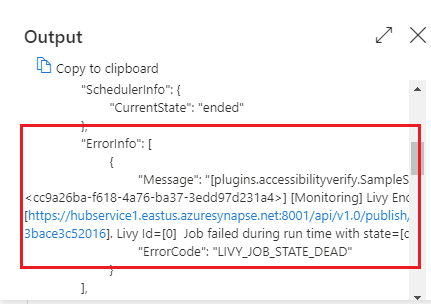 Output
Copy to clipboard
"SchedulerInfo": {
"CurrentState": "ended"
},
"ErrorInfo": [
{
"Message": "[plugins.accessibilityverify.SampleS
<cc9a26ba-f618-4a76-ba37-3edd97d231a4>] [Monitoring] Livy End
[https://hubservice1.eastus.azuresynapse.net:8001/api/v1.0/publish/
3bace3c52016]. Livy Id=[0] Job failed during run time with state=[d
"ErrorCode": "LIVY_JOB_STATE_DEAD"
}
],